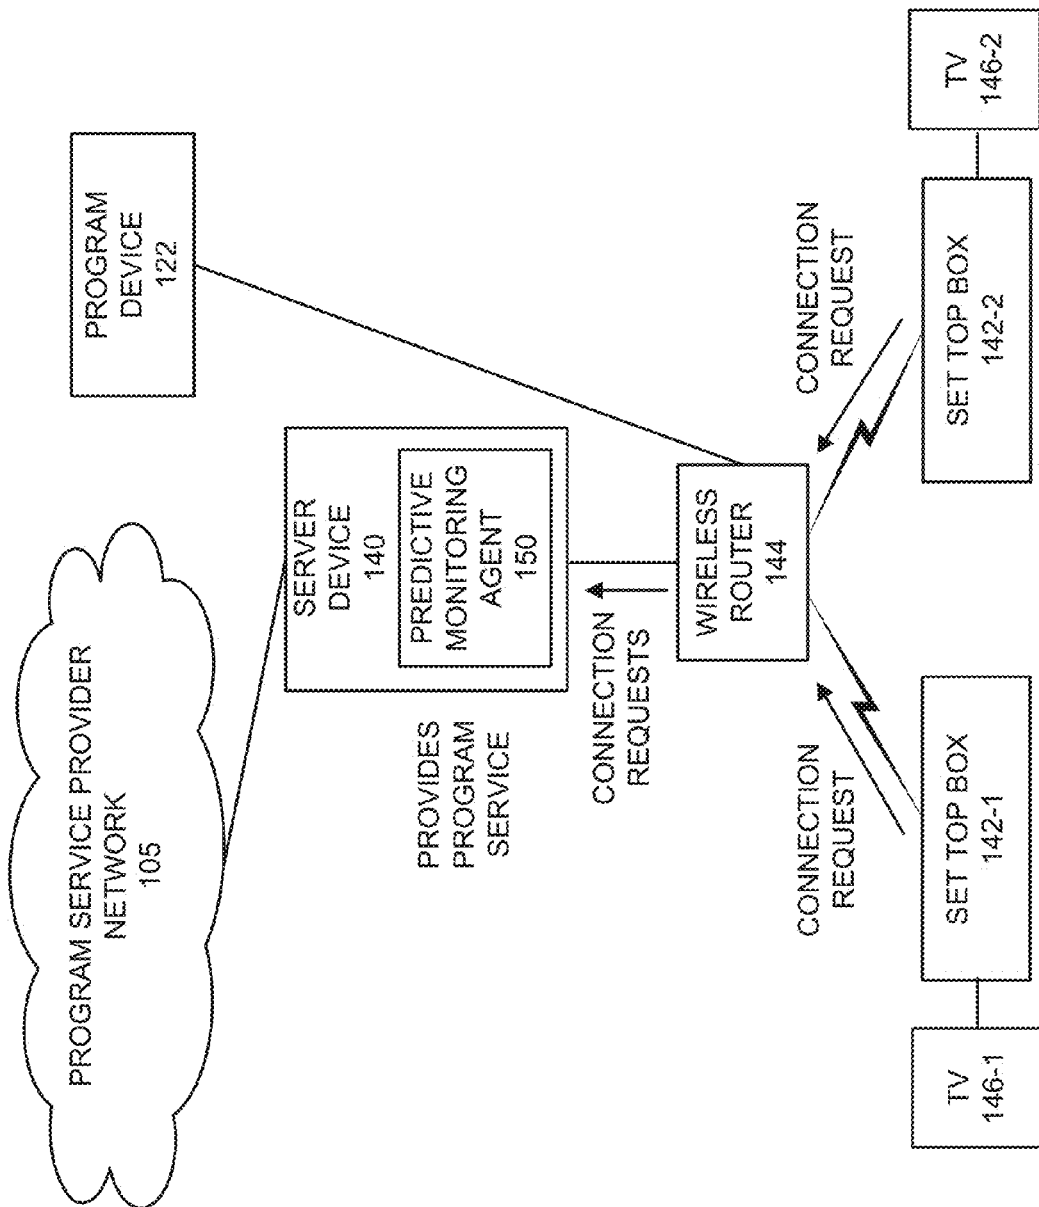 PROGRAM SERVICE PROVIDER
NETWORK
105
PROGRAM
DEVICE
122
SERVER
DEVICE
140
PREDICTIVE
MONITORING
AGENT
150
PROVIDES
PROGRAM
SERVICE
CONNECTION
REQUESTS
WIRELESS
ROUTER
144
CONNECTION
REQUEST
CONNECTION
REQUEST
TV
146-1
SET TOP BOX
142-1
SET TOP BOX
142-2
TV
146-2